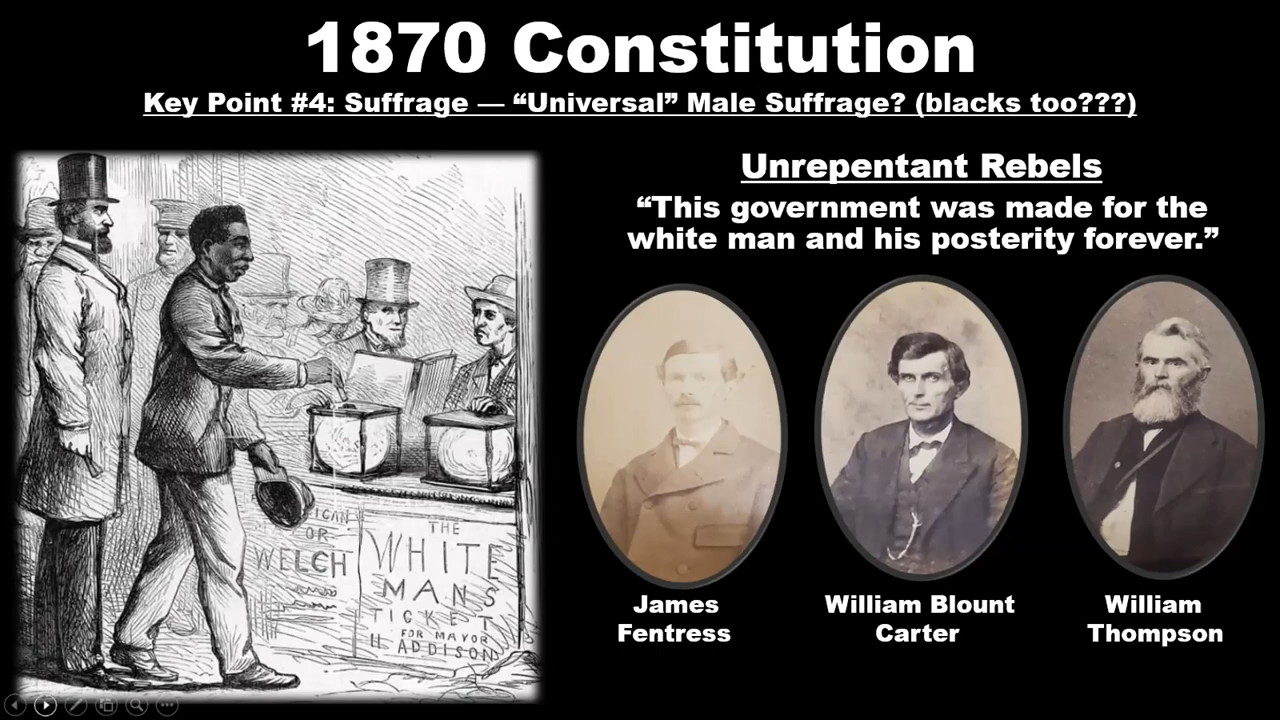 1870 Constitution
Key Point #4: Suffrage — “Universal” Male Suffrage? (blacks too???)
Unrepentant Rebels
“This government was made for the
white man and his posterity forever.”
ICAN
OR
WELCH
THE
WHITE
MANS
TICKET
FOR MAYOR
H ADDISON
James
Fentress
William Blount
Carter
William
Thompson